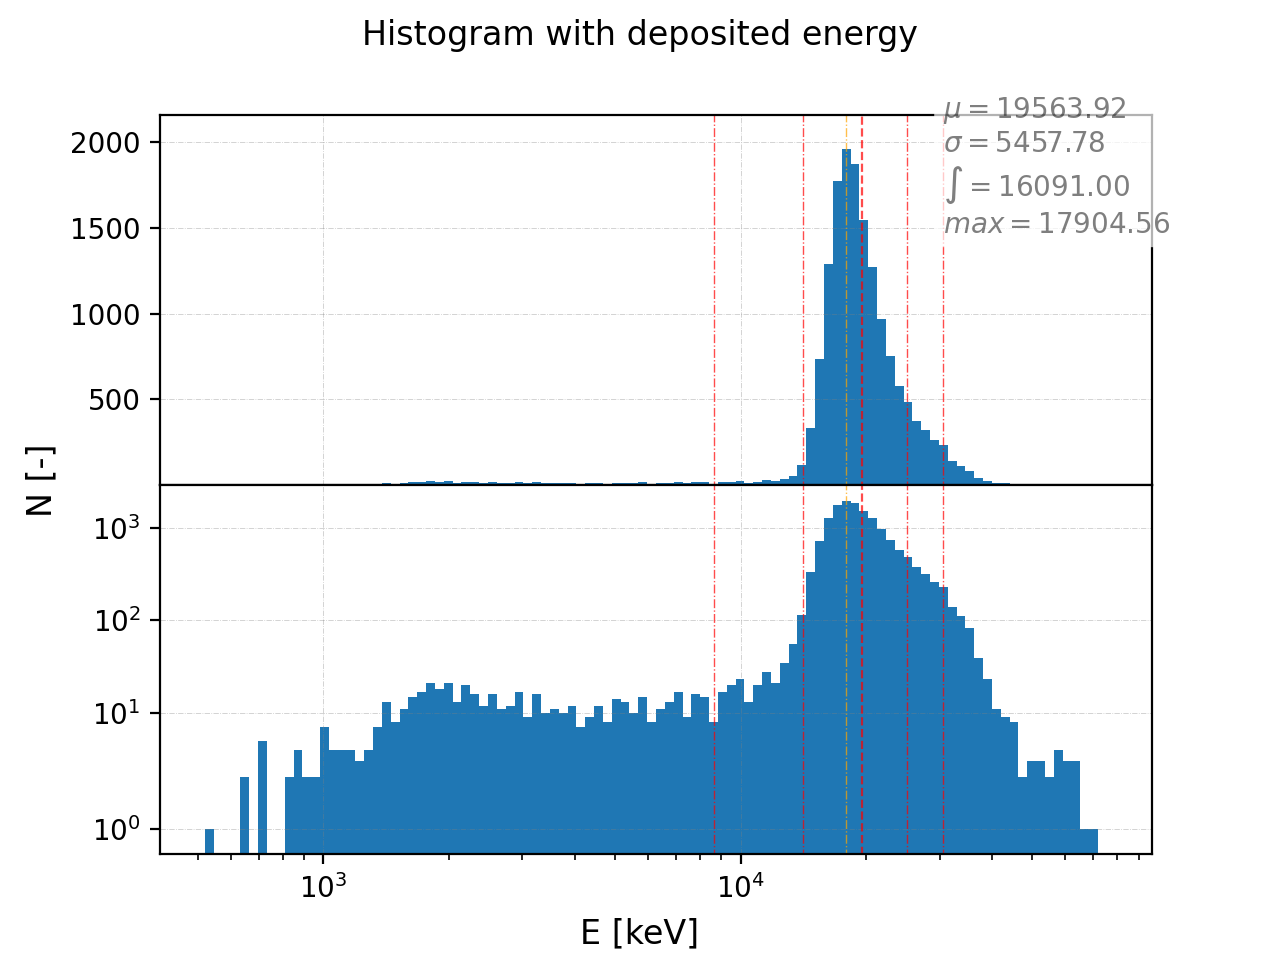 Histogram with deposited energy
μ = 19563.92
σ = 5457.78
∫ = 16091.00
max = 17904.56
2000
1500
1000
500
N [-]
10³
10²
10¹
10⁰
10³ 10⁴
E [keV]